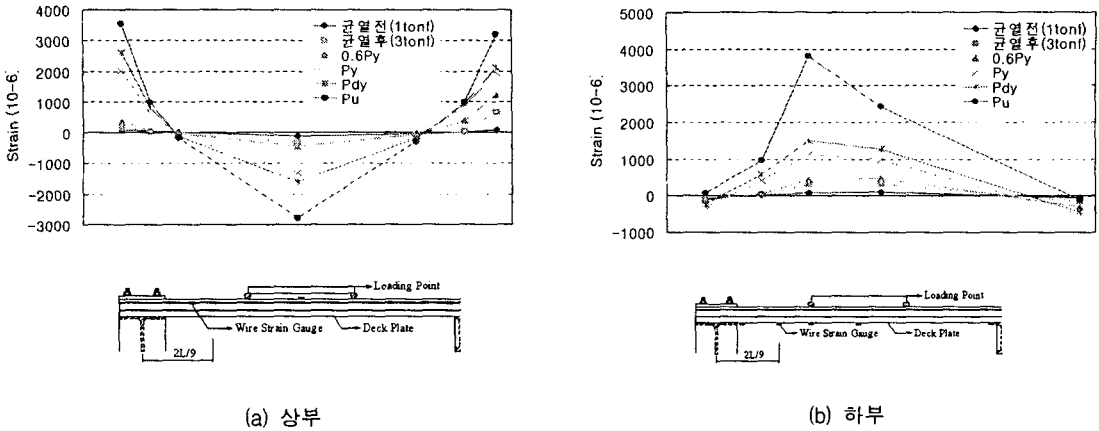 4000
3000
2000
1000
0
-1000
-2000
-3000
Strain (10-6)
균열전(1tonf)
균열후(3tonf)
0.6Py
Py
Pdy
Pu
Loading Point
Wire Strain Gauge
Deck Plate
2L/9
(a) 상부
5000
4000
3000
2000
1000
0
-1000
Strain (10-6)
균열전(1tonf)
균열후(3tonf)
0.6Py
Py
Pdy
Pu
Loading Point
Wire Strain Gauge
Deck Plate
2L/9
(b) 하부